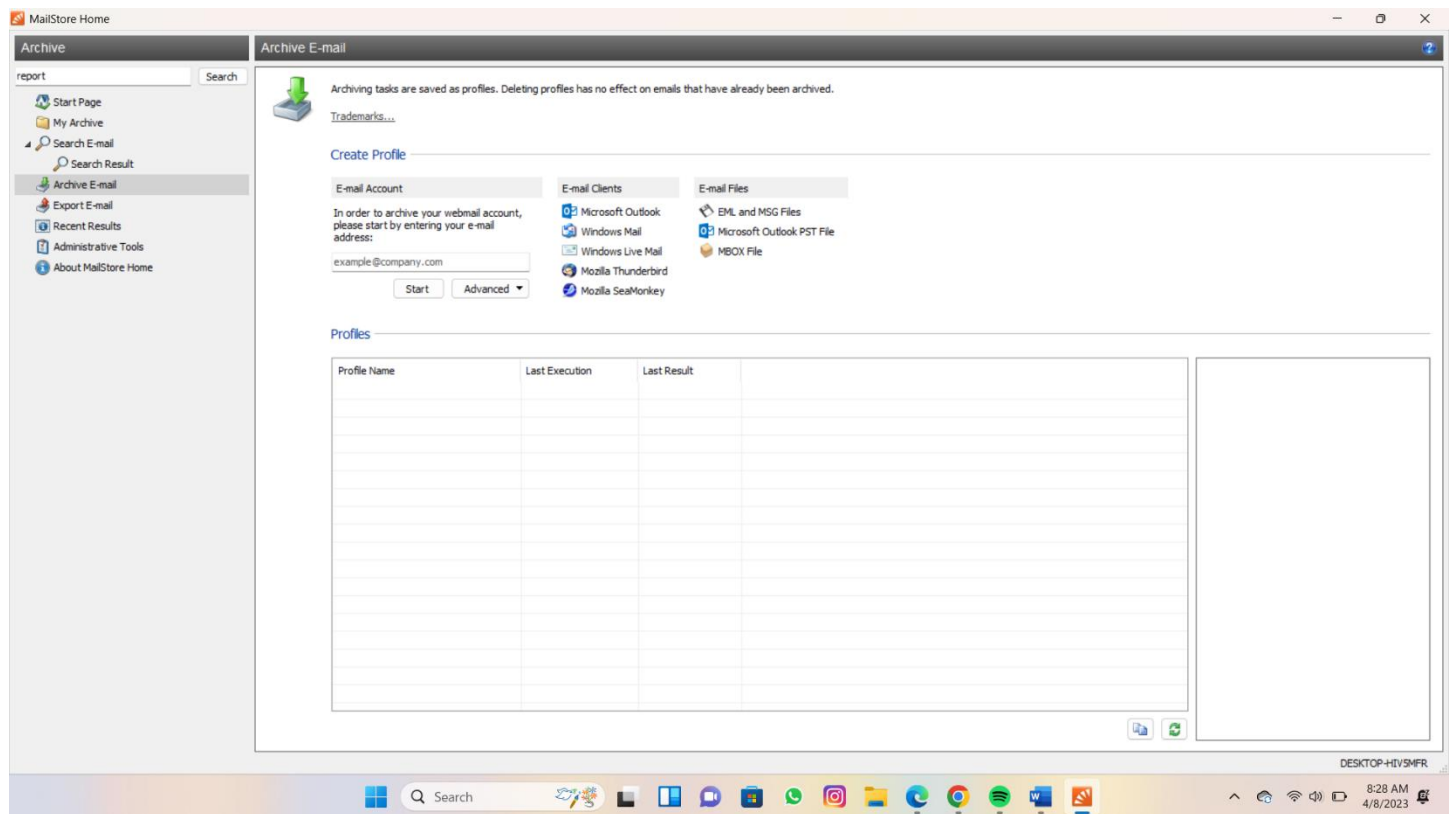 MailStore Home
Archive
Archive E-mail
report
Search
Start Page
My Archive
Search E-mail
Search Result
Archive E-mail
Export E-mail
Recent Results
Administrative Tools
About MailStore Home
Archiving tasks are saved as profiles. Deleting profiles has no effect on emails that have already been archived.
Trademarks...
Create Profile
E-mail Account
In order to archive your webmail account,
please start by entering your e-mail
address:
example@company.com
Start
Advanced
E-mail Clients
Microsoft Outlook
Windows Mail
Windows Live Mail
Mozilla Thunderbird
Mozilla SeaMonkey
E-mail Files
EML and MSG Files
Microsoft Outlook PST File
MBOX File
Profiles
Profile Name
Last Execution
Last Result
DESKTOP-HIV5MFR
Search
8:28 AM
4/8/2023